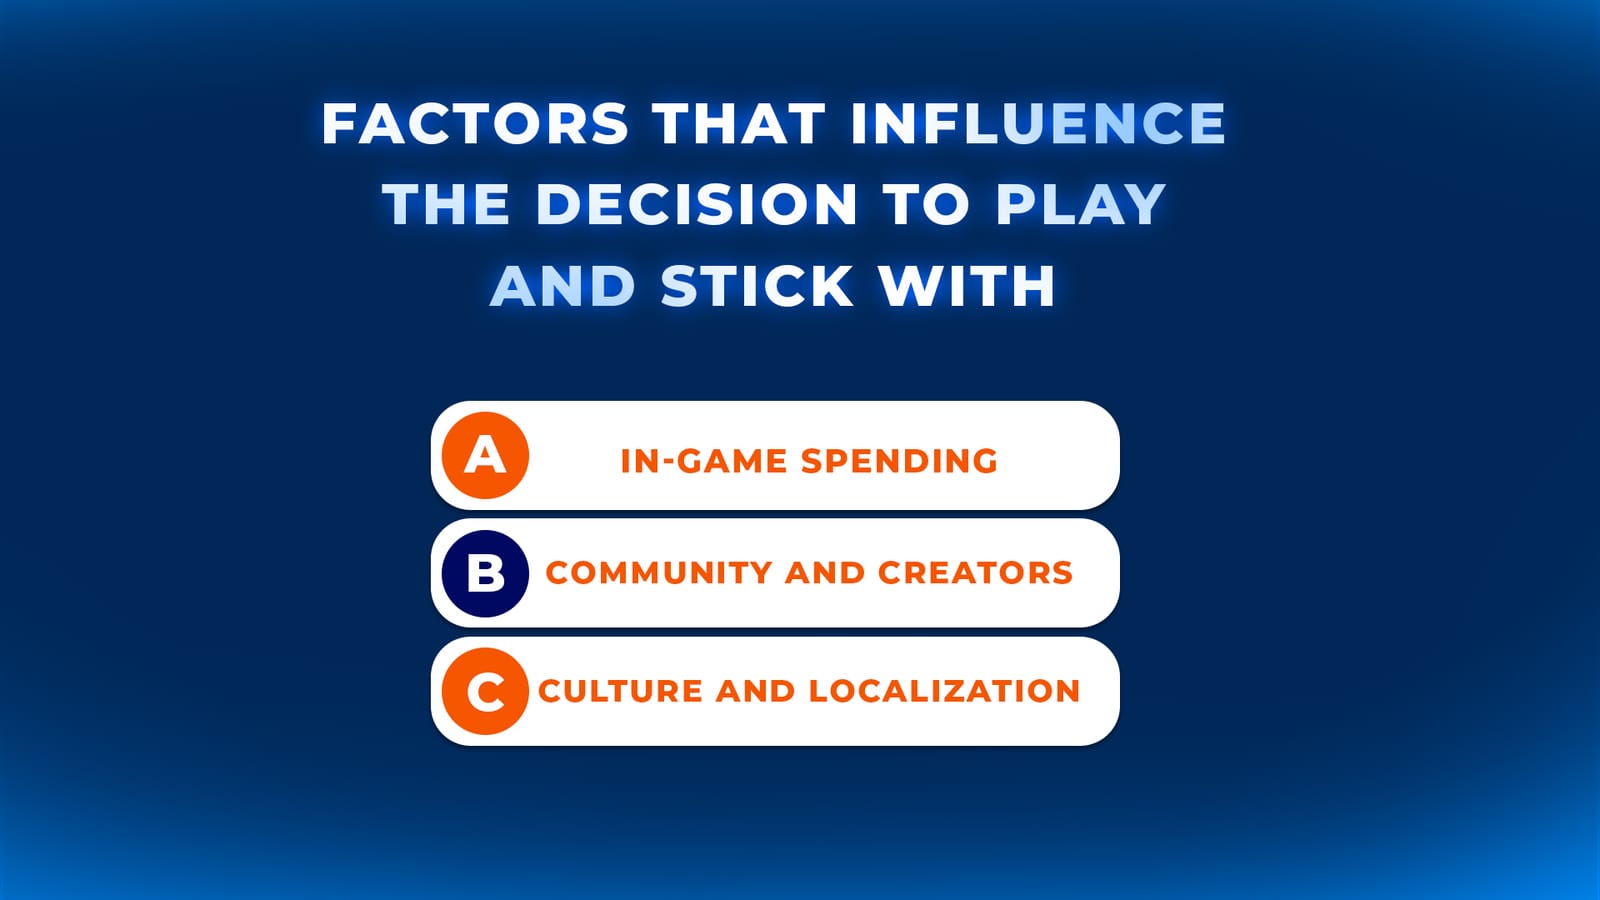 FACTORS THAT INFLUENCE
THE DECISION TO PLAY
AND STICK WITH
A IN-GAME SPENDING
B COMMUNITY AND CREATORS
C CULTURE AND LOCALIZATION